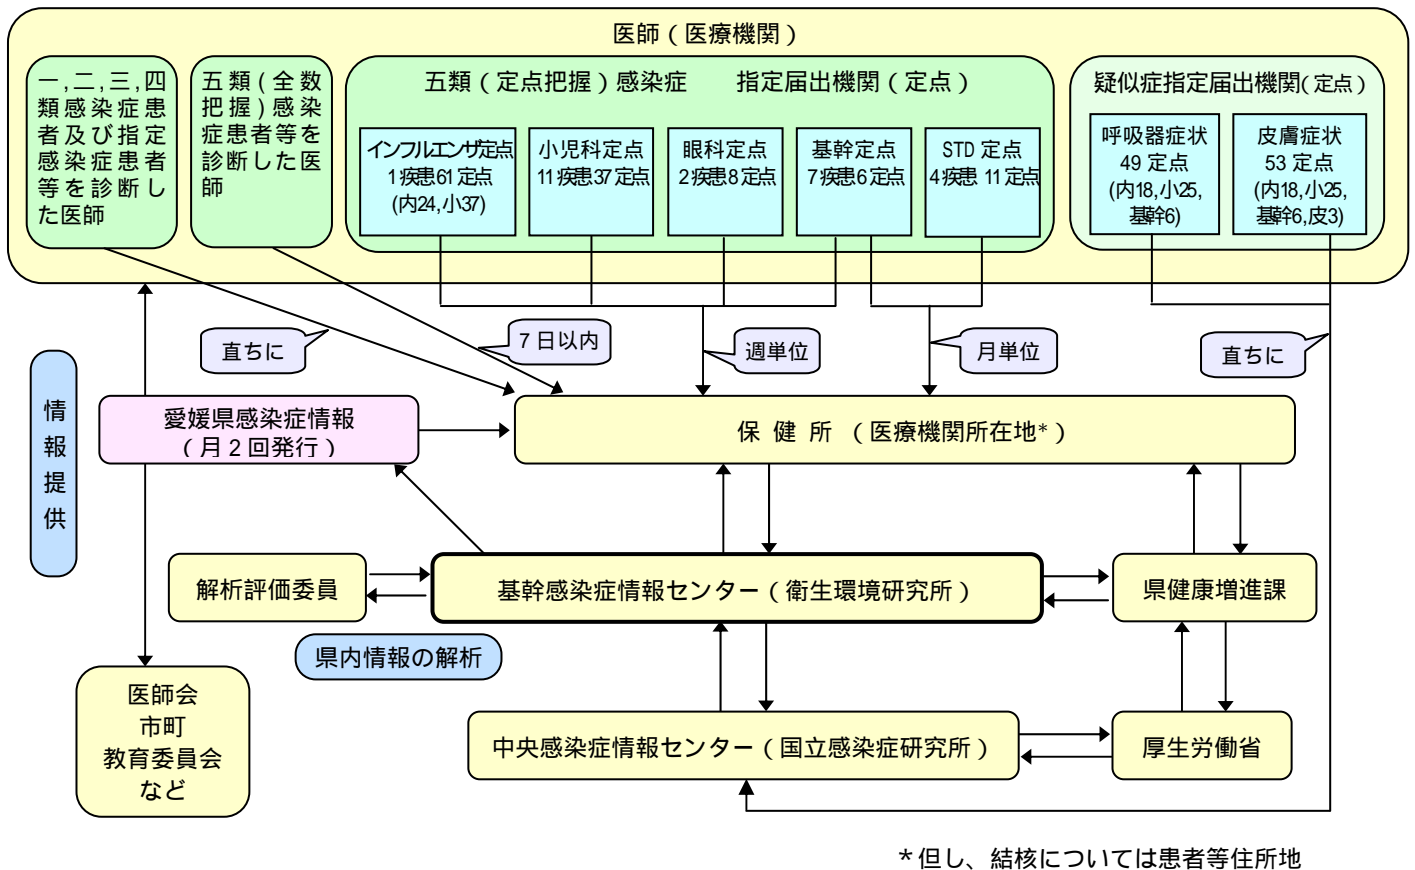 医師（医療機関）
一,二,三,四
類感染症患
者及び指定
感染症患者
等を診断し
た医師
五類(全数
把握)感染
症患者等を
診断した医
師
五類（定点把握）感染症　　指定届出機関（定点）
インフルエンザ定点
1疾患61定点
(内24,小37)
小児科定点
11疾患37定点
眼科定点
2疾患8定点
基幹定点
7疾患6定点
STD 定点
4疾患 11定点
疑似症指定届出機関(定点)
呼吸器症状
49 定点
(内18,小25,
基幹6)
皮膚症状
53 定点
(内18,小25,
基幹6,皮3)
直ちに
７日以内
週単位
月単位
直ちに
情報提供
愛媛県感染症情報
（月２回発行）
保 健 所 （医療機関所在地*）
解析評価委員
基幹感染症情報センター（衛生環境研究所）
県健康増進課
県内情報の解析
医師会
市町
教育委員会
など
中央感染症情報センター（国立感染症研究所）
厚生労働省
＊但し、結核については患者等住所地